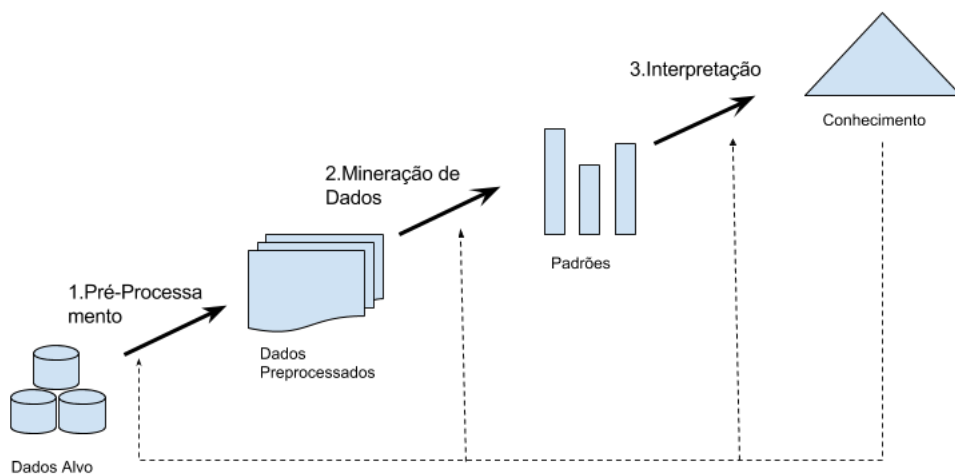 3.Interpretação
Conhecimento
2.Mineração de
Dados
Padrões
1.Pré-Processa
mento
Dados
Preprocessados
Dados Alvo